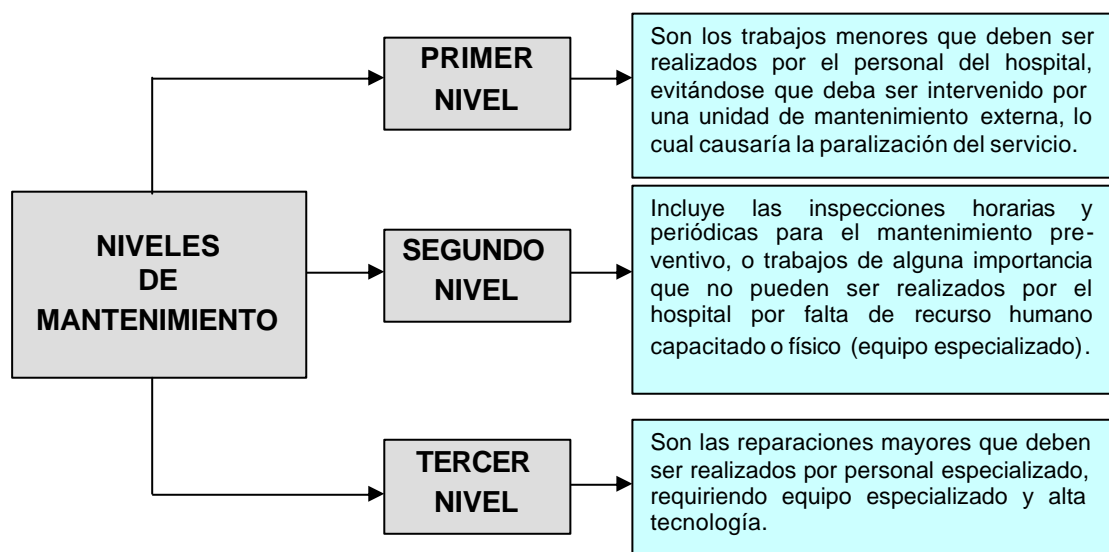 NIVELES
DE
MANTENIMIENTO
PRIMER
NIVEL
Son los trabajos menores que deben ser
realizados por el personal del hospital,
evitándose que deba ser intervenido por
una unidad de mantenimiento externa, lo
cual causaría la paralización del servicio.
SEGUNDO
NIVEL
Incluye las inspecciones horarias y
periódicas para el mantenimiento pre-
ventivo, o trabajos de alguna importancia
que no pueden ser realizados por el
hospital por falta de recurso humano
capacitado o físico (equipo especializado).
TERCER
NIVEL
Son las reparaciones mayores que deben
ser realizados por personal especializado,
requiriendo equipo especializado y alta
tecnología.